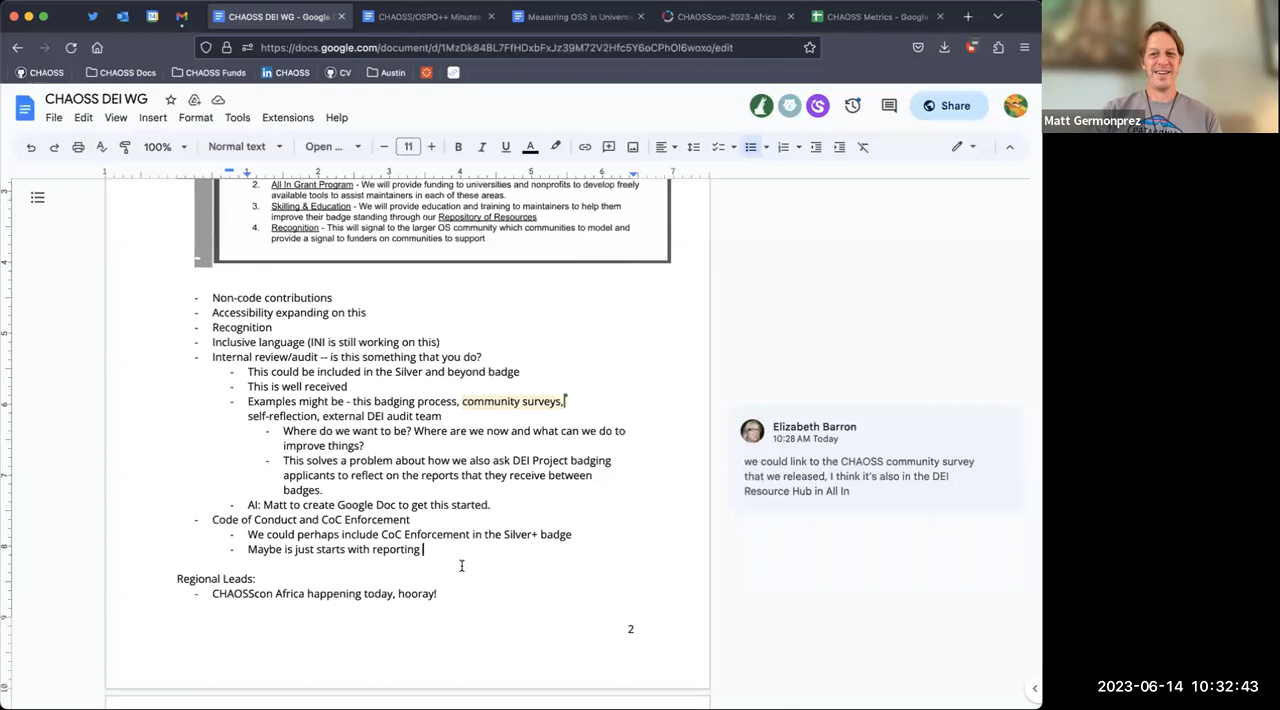 CHAOSS DEI WG - Google D
CHAOSS/OSPO++ Minute
Measuring OSS in Univers
CHAOSScon-2023-Africa -
CHAOSS Metrics - Google
https://docs.google.com/document/d/1MzDk84BL7FfHDxbFxJz39M72V2Hfc5Y6oCPhOl6woxo/edit
CHAOSS
CHAOSS Docs
CHAOSS Funds
CHAOSS
CV
Austin
CHAOSS DEI WG
File Edit View Insert Format Tools Extensions Help
Share
Matt Germonprez
100% Normal text Open ... 11
1 1 2 3 4 5 6 7
2. All In Grant Program - We will provide funding to universities and nonprofits to develop freely
available tools to assist maintainers in each of these areas.
3. Skilling & Education - We will provide education and training to maintainers to help them
improve their badge standing through our Repository of Resources
4. Recognition - This will signal to the larger OS community which communities to model and
provide a signal to funders on communities to support
- Non-code contributions
- Accessibility expanding on this
- Recognition
- Inclusive language (INI is still working on this)
- Internal review/audit -- is this something that you do?
- This could be included in the Silver and beyond badge
- This is well received
- Examples might be - this badging process, community surveys,
self-reflection, external DEI audit team
- Where do we want to be? Where are we now and what can we do to
improve things?
- This solves a problem about how we also ask DEI Project badging
applicants to reflect on the reports that they receive between
badges.
- AI: Matt to create Google Doc to get this started.
- Code of Conduct and CoC Enforcement
- We could perhaps include CoC Enforcement in the Silver+ badge
- Maybe is just starts with reporting
Regional Leads:
- CHAOSScon Africa happening today, hooray!
2
Elizabeth Barron
10:28 AM Today
we could link to the CHAOSS community survey
that we released, I think it's also in the DEI
Resource Hub in All In
2023-06-14 10:32:43